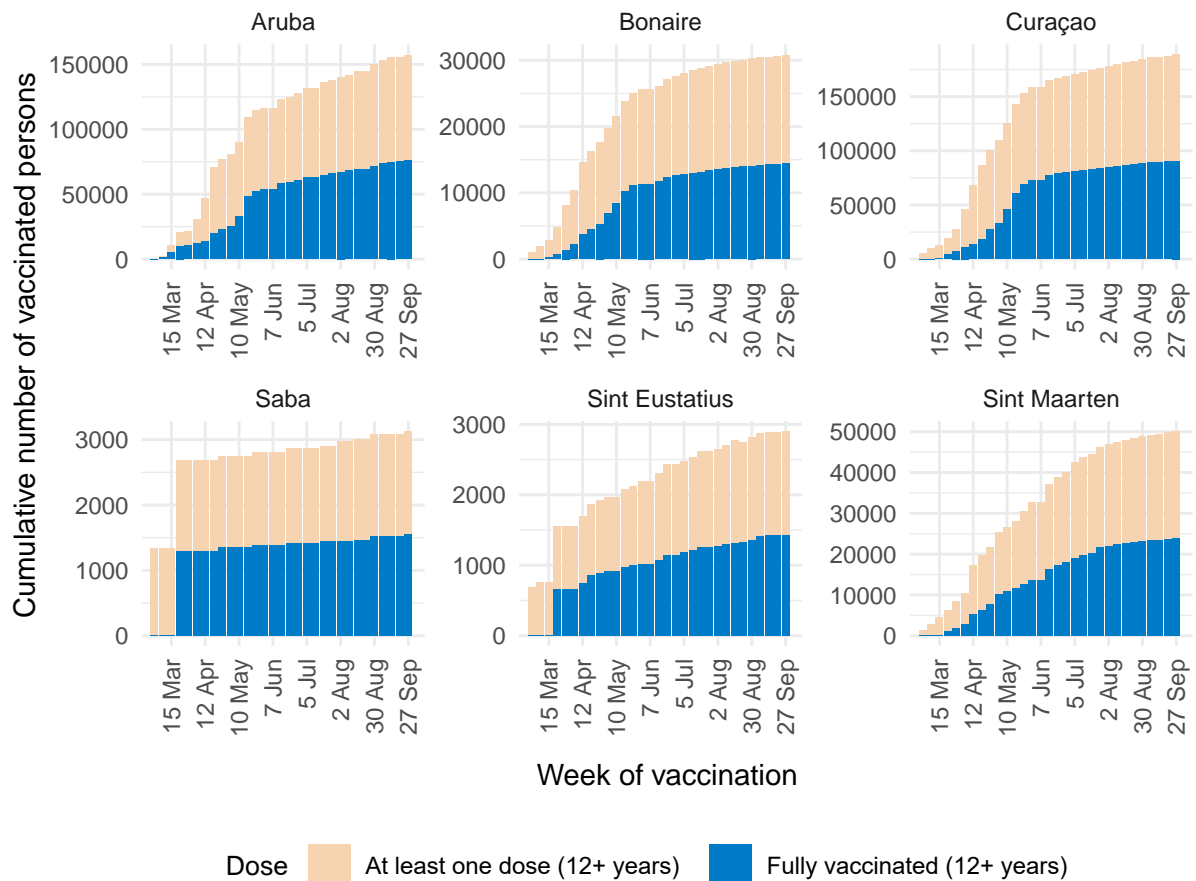 Cumulative number of vaccinated persons
Aruba
150000
100000
50000
0
15 Mar
12 Apr
10 May
7 Jun
5 Jul
2 Aug
30 Aug
27 Sep
Bonaire
30000
20000
10000
0
15 Mar
12 Apr
10 May
7 Jun
5 Jul
2 Aug
30 Aug
27 Sep
Curaçao
150000
100000
50000
0
15 Mar
12 Apr
10 May
7 Jun
5 Jul
2 Aug
30 Aug
27 Sep
Saba
3000
2000
1000
0
15 Mar
12 Apr
10 May
7 Jun
5 Jul
2 Aug
30 Aug
27 Sep
Sint Eustatius
3000
2000
1000
0
15 Mar
12 Apr
10 May
7 Jun
5 Jul
2 Aug
30 Aug
27 Sep
Sint Maarten
50000
40000
30000
20000
10000
0
15 Mar
12 Apr
10 May
7 Jun
5 Jul
2 Aug
30 Aug
27 Sep
Week of vaccination
Dose At least one dose (12+ years) Fully vaccinated (12+ years)